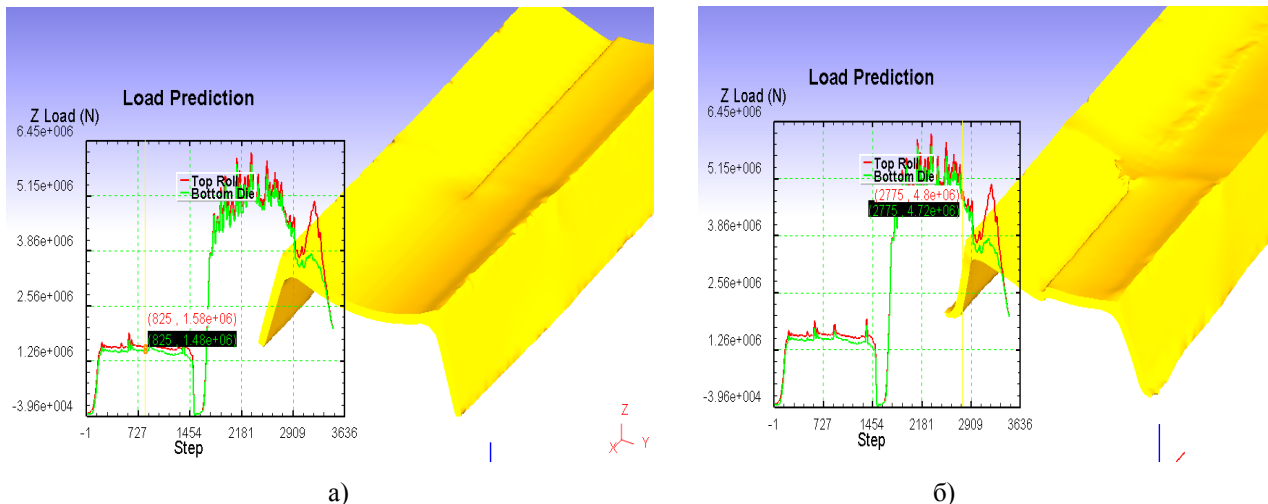 Load Prediction
Z Load (N)
6.45e+006
5.15e+006
3.86e+006
2.56e+006
1.26e+006
-3.96e+004
Top Roll
Bottom Die
(825 , 1.58e+06)
(825 , 1.48e+06)
-1 727 1454 2181 2909 3636
Step
Z
X Y
а)
Load Prediction
Z Load (N)
6.45e+006
5.15e+006
3.86e+006
2.56e+006
1.26e+006
-3.96e+004
Top Roll
Bottom Die
(2775, 4.8e+06)
(2775, 4.72e+06)
-1 727 1454 2181 2909 3636
Step
б)